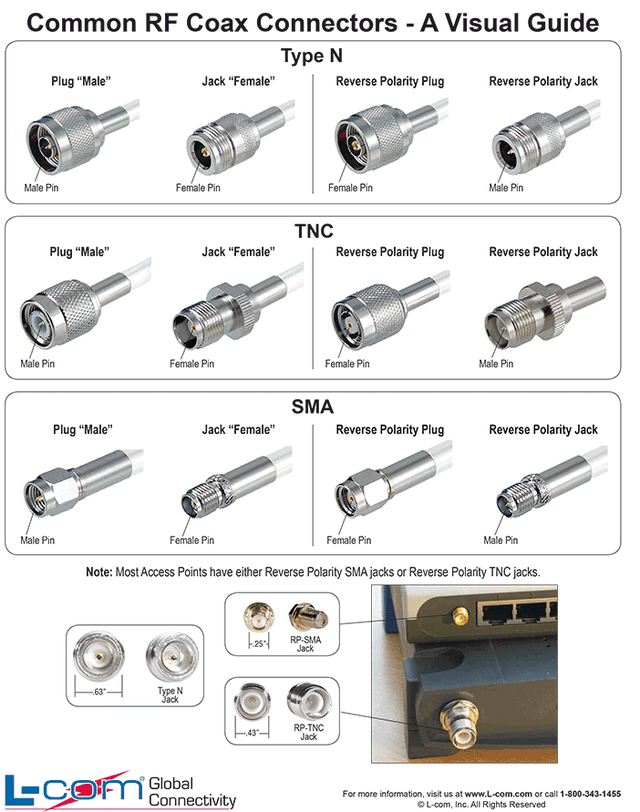 Common RF Coax Connectors - A Visual Guide
Type N
Plug “Male”
Jack “Female”
Reverse Polarity Plug
Reverse Polarity Jack
Male Pin
Female Pin
Female Pin
Male Pin
TNC
Plug “Male”
Jack “Female”
Reverse Polarity Plug
Reverse Polarity Jack
Male Pin
Female Pin
Female Pin
Male Pin
SMA
Plug “Male”
Jack “Female”
Reverse Polarity Plug
Reverse Polarity Jack
Male Pin
Female Pin
Female Pin
Male Pin
Note: Most Access Points have either Reverse Polarity SMA jacks or Reverse Polarity TNC jacks.
.25"
RP-SMA
Jack
.63"
Type N
Jack
.43"
RP-TNC
Jack
L-com® Global
Connectivity
For more information, visit us at www.L-com.com or call 1-800-343-1455
© L-com, Inc. All Rights Reserved.